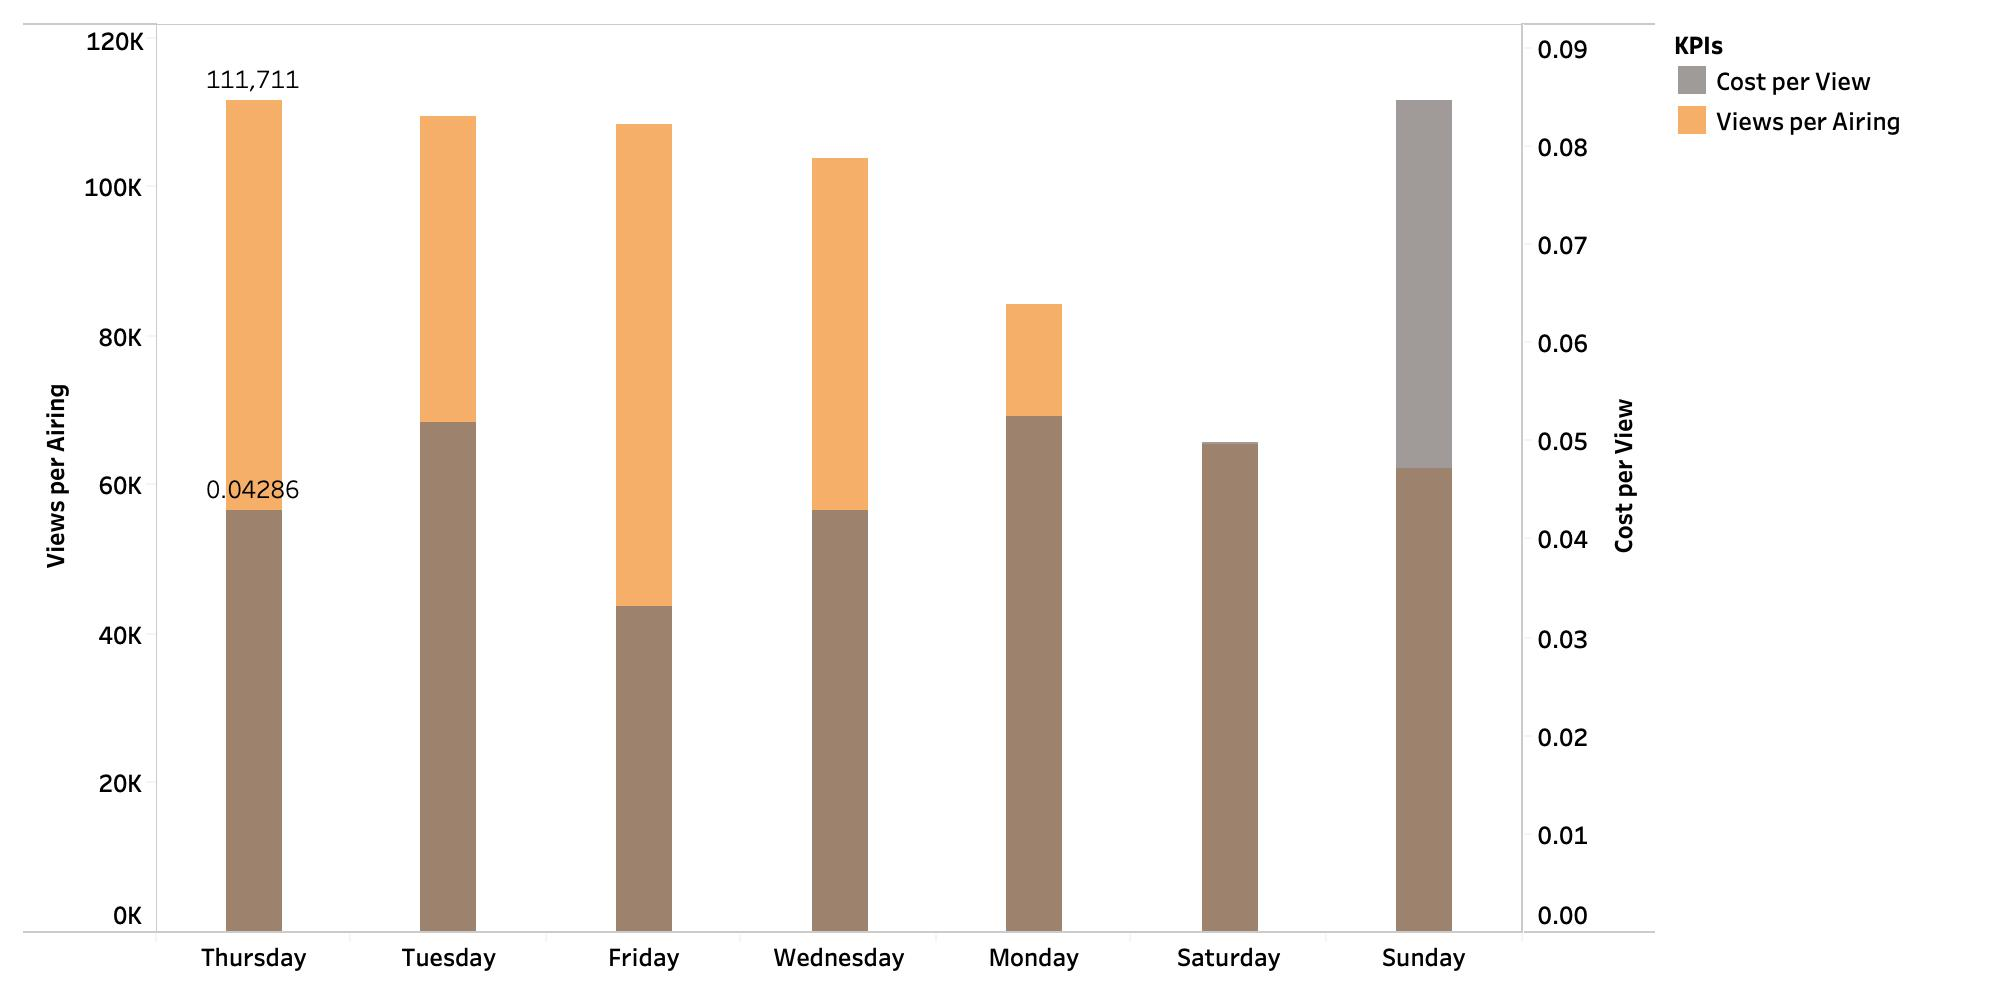 120K
100K
80K
60K
40K
20K
0K
Views per Airing
111,711
0.04286
0.09
0.08
0.07
0.06
0.05
0.04
0.03
0.02
0.01
0.00
Cost per View
Thursday Tuesday Friday Wednesday Monday Saturday Sunday
KPIs
Cost per View
Views per Airing